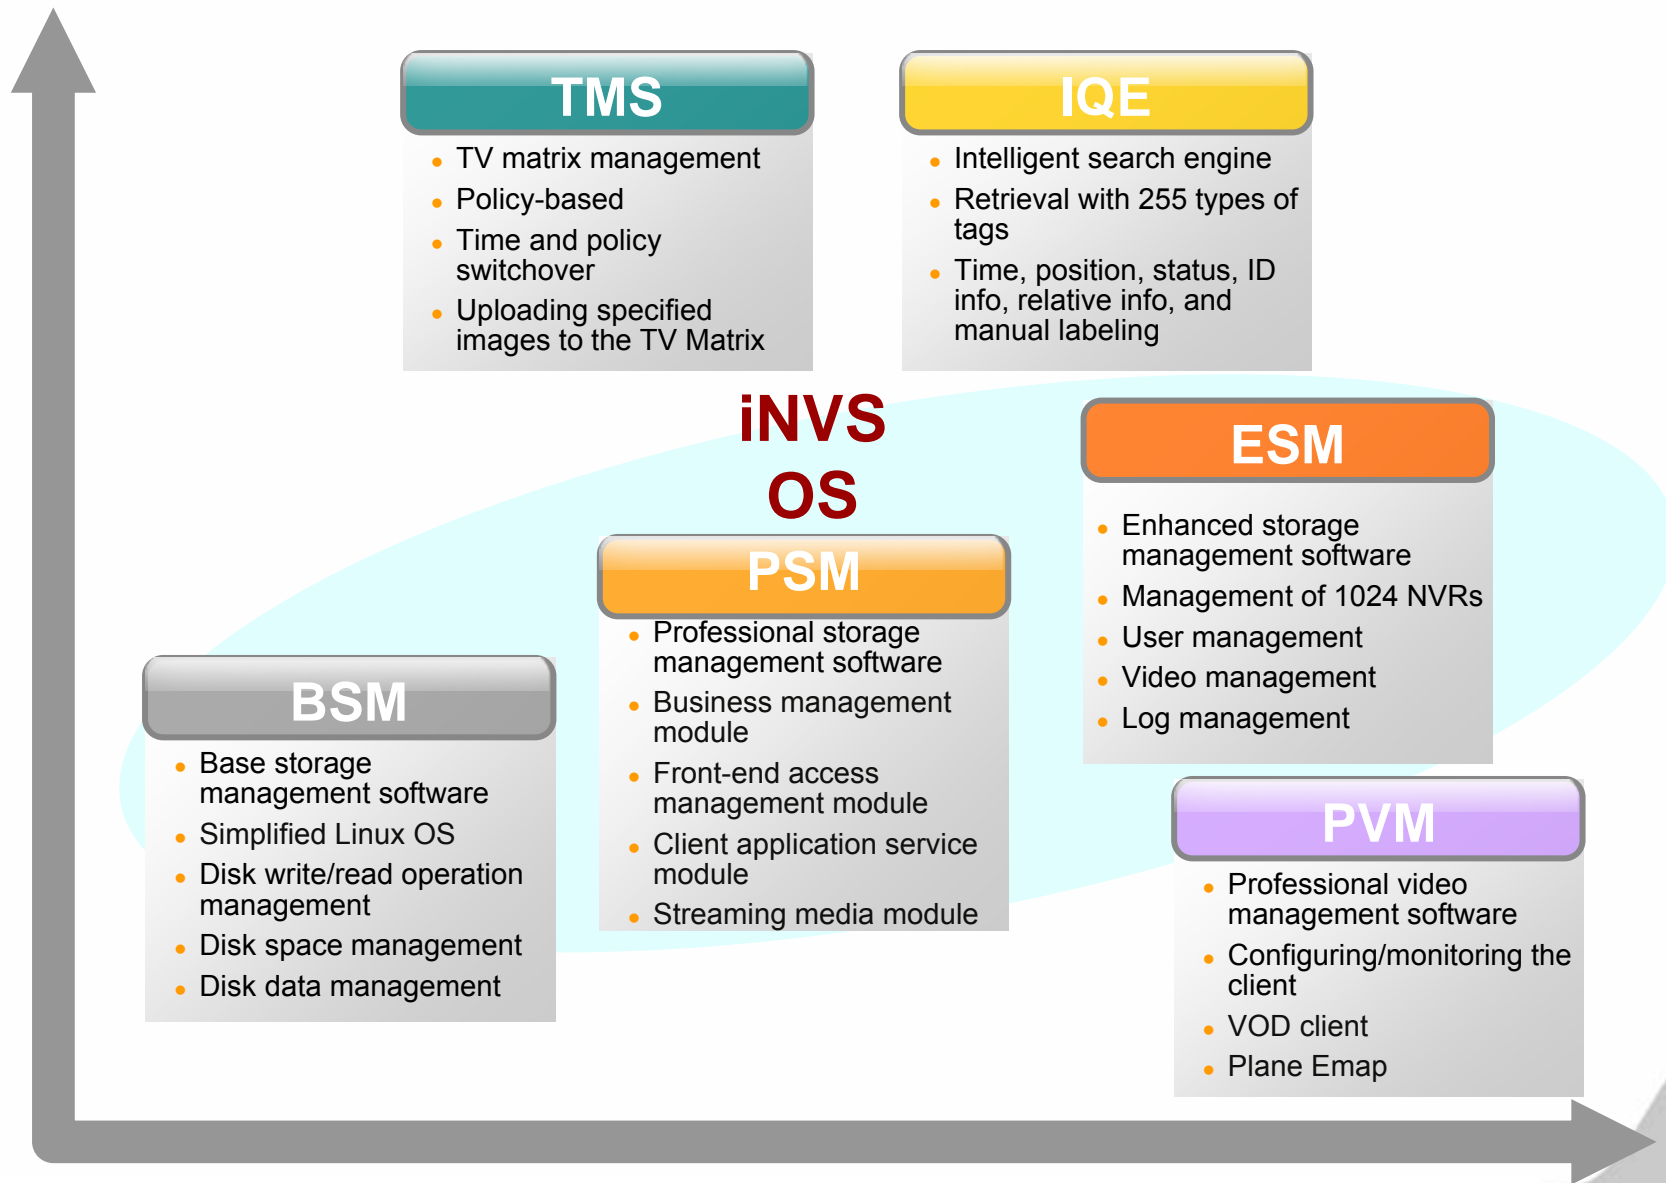 TMS
TV matrix management
Policy-based
Time and policy
switchover
Uploading specified
images to the TV Matrix
IQE
Intelligent search engine
Retrieval with 255 types of
tags
Time, position, status, ID
info, relative info, and
manual labeling
iNVS
OS
ESM
Enhanced storage
management software
Management of 1024 NVRs
User management
Video management
Log management
PSM
Professional storage
management software
Business management
module
Front-end access
management module
Client application service
module
Streaming media module
BSM
Base storage
management software
Simplified Linux OS
Disk write/read operation
management
Disk space management
Disk data management
PVM
Professional video
management software
Configuring/monitoring the
client
VOD client
Plane Emap